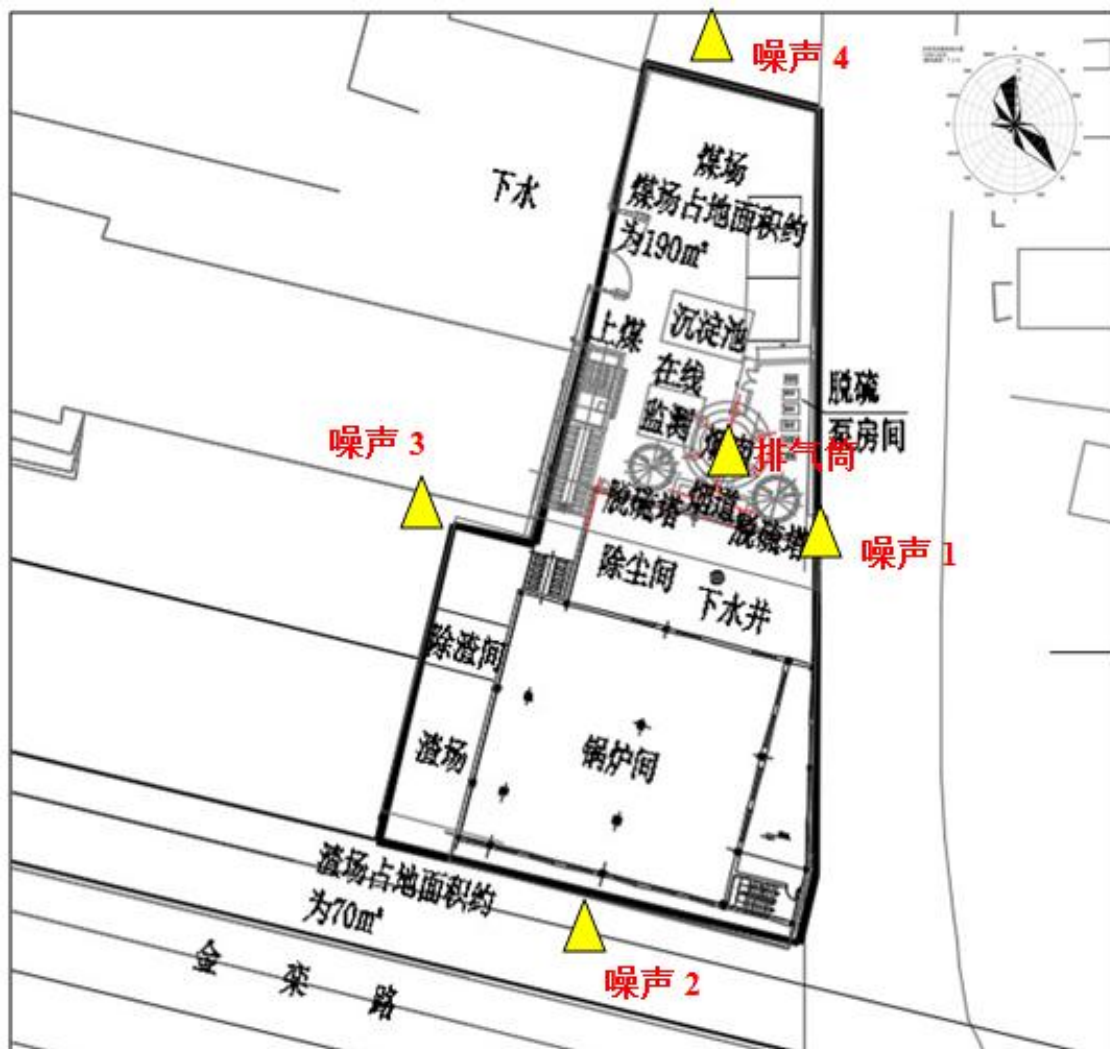 噪声 4
煤场
煤场占地面积约
为190㎡
下水
上煤
沉淀池
在线
监测
脱硫
泵房间
噪声 3
排气筒
脱硫塔
烟道
脱硫塔
噪声 1
除尘间
下水井
除渣间
渣场
锅炉间
渣场占地面积约
为70㎡
噪声 2
金 栾 路